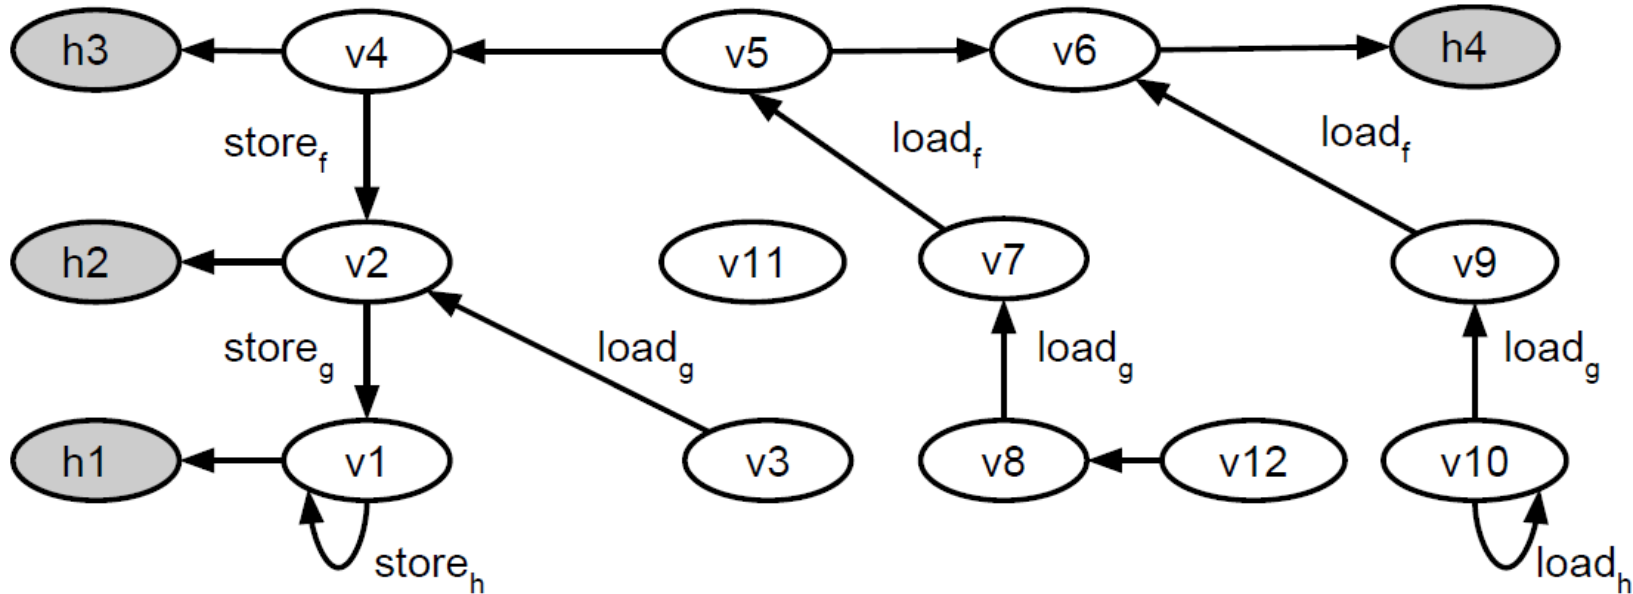 h3
v4
v5
v6
h4
store_f
load_f
load_f
h2
v2
v11
v7
v9
store_g
load_g
load_g
load_g
h1
v1
v3
v8
v12
v10
store_h
load_h